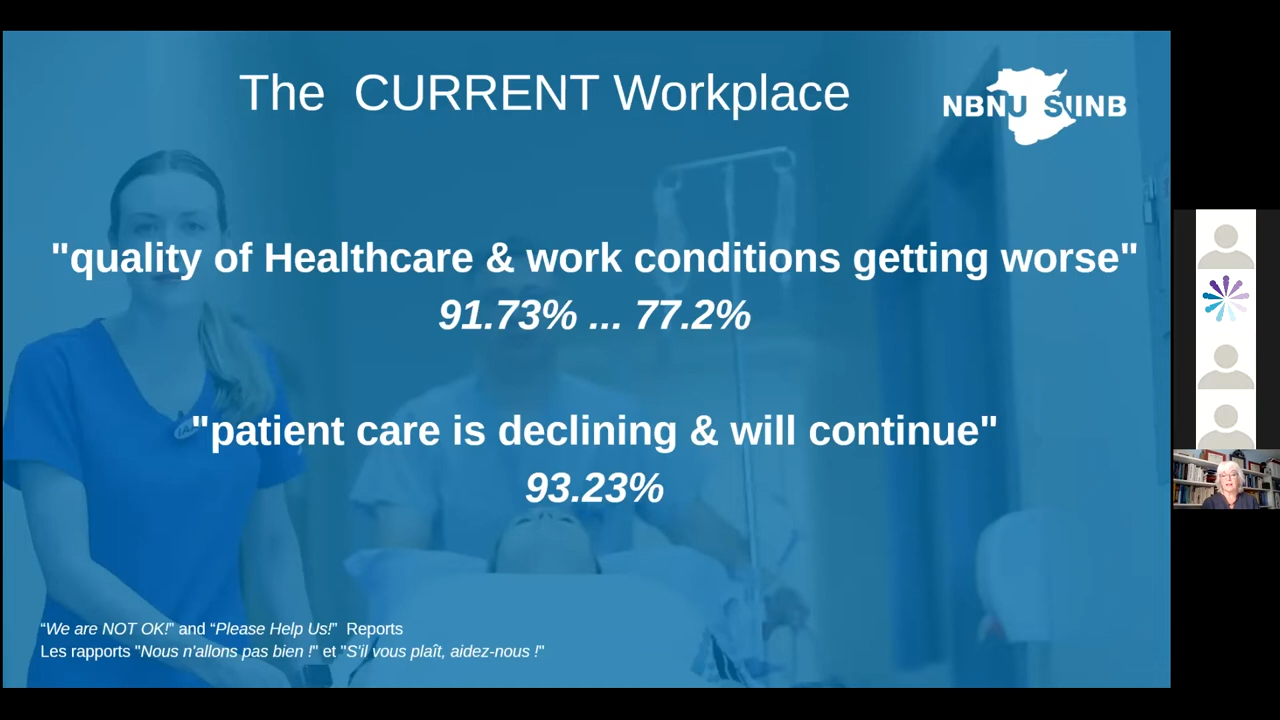 The  CURRENT Workplace
NBNU SIINB
"quality of Healthcare & work conditions getting worse"
91.73% ... 77.2%
"patient care is declining & will continue"
93.23%
“We are NOT OK!” and “Please Help Us!”  Reports
Les rapports "Nous n'allons pas bien !" et "S'il vous plaît, aidez-nous !"